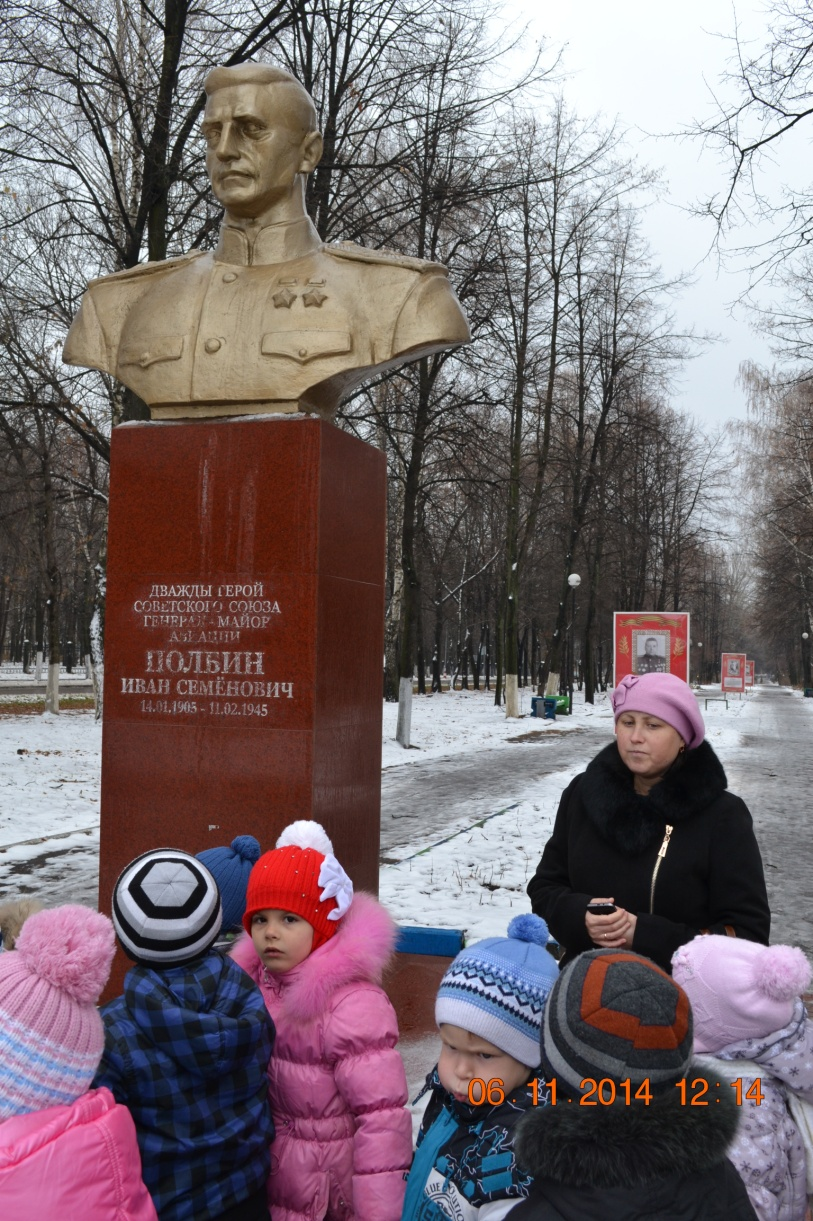 ДВАЖДЫ ГЕРОЙ
СОВЕТСКОГО СОЮЗА
ГЕНЕРАЛ-МАЙОР
АВИАЦИИ
ПОЛБИН
ИВАН СЕМЁНОВИЧ
14.01.1905 - 11.02.1945
06.11.2014 12:14